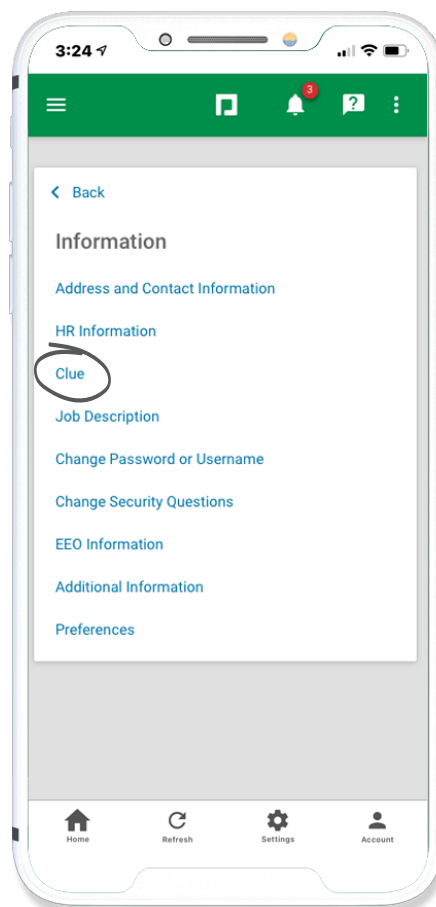 3:24
3
?
Back
Information
Address and Contact Information
HR Information
Clue
Job Description
Change Password or Username
Change Security Questions
EEO Information
Additional Information
Preferences
Home Refresh Settings Account